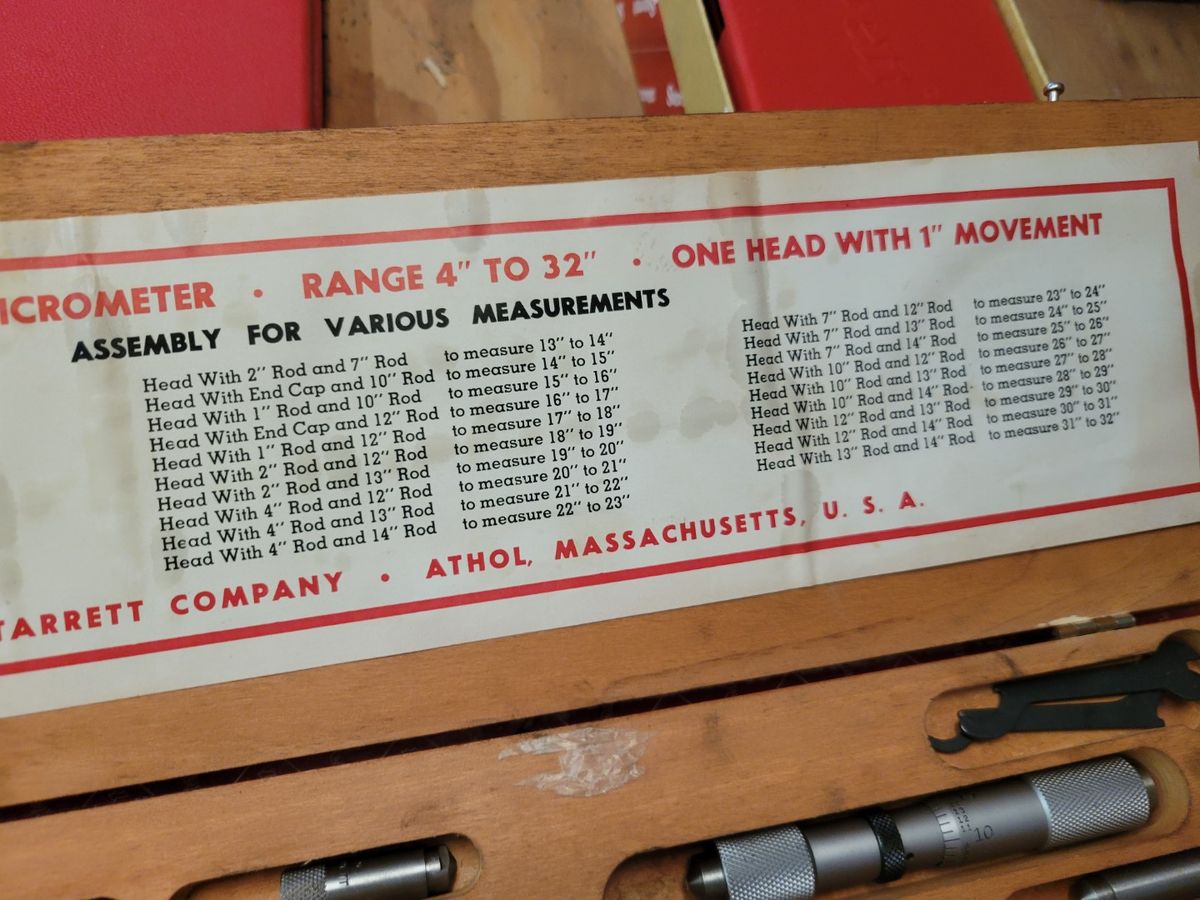 ICROMETER • RANGE 4" TO 32" • ONE HEAD WITH 1" MOVEMENT
ASSEMBLY FOR VARIOUS MEASUREMENTS
Head With 2" Rod and 7" Rod to measure 13" to 14"
Head With End Cap and 10" Rod to measure 14" to 15"
Head With 1" Rod and 10" Rod to measure 15" to 16"
Head With End Cap and 12" Rod to measure 16" to 17"
Head With 1" Rod and 12" Rod to measure 17" to 18"
Head With 2" Rod and 12" Rod to measure 18" to 19"
Head With 2" Rod and 13" Rod to measure 19" to 20"
Head With 4" Rod and 12" Rod to measure 20" to 21"
Head With 4" Rod and 13" Rod to measure 21" to 22"
Head With 4" Rod and 14" Rod to measure 22" to 23"
Head With 7" Rod and 12" Rod to measure 23" to 24"
Head With 7" Rod and 13" Rod to measure 24" to 25"
Head With 7" Rod and 14" Rod to measure 25" to 26"
Head With 10" Rod and 12" Rod to measure 26" to 27"
Head With 10" Rod and 13" Rod to measure 27" to 28"
Head With 10" Rod and 14" Rod to measure 28" to 29"
Head With 12" Rod and 13" Rod to measure 29" to 30"
Head With 12" Rod and 14" Rod to measure 30" to 31"
Head With 13" Rod and 14" Rod to measure 31" to 32"
TARRETT COMPANY • ATHOL, MASSACHUSETTS, U. S. A.
10